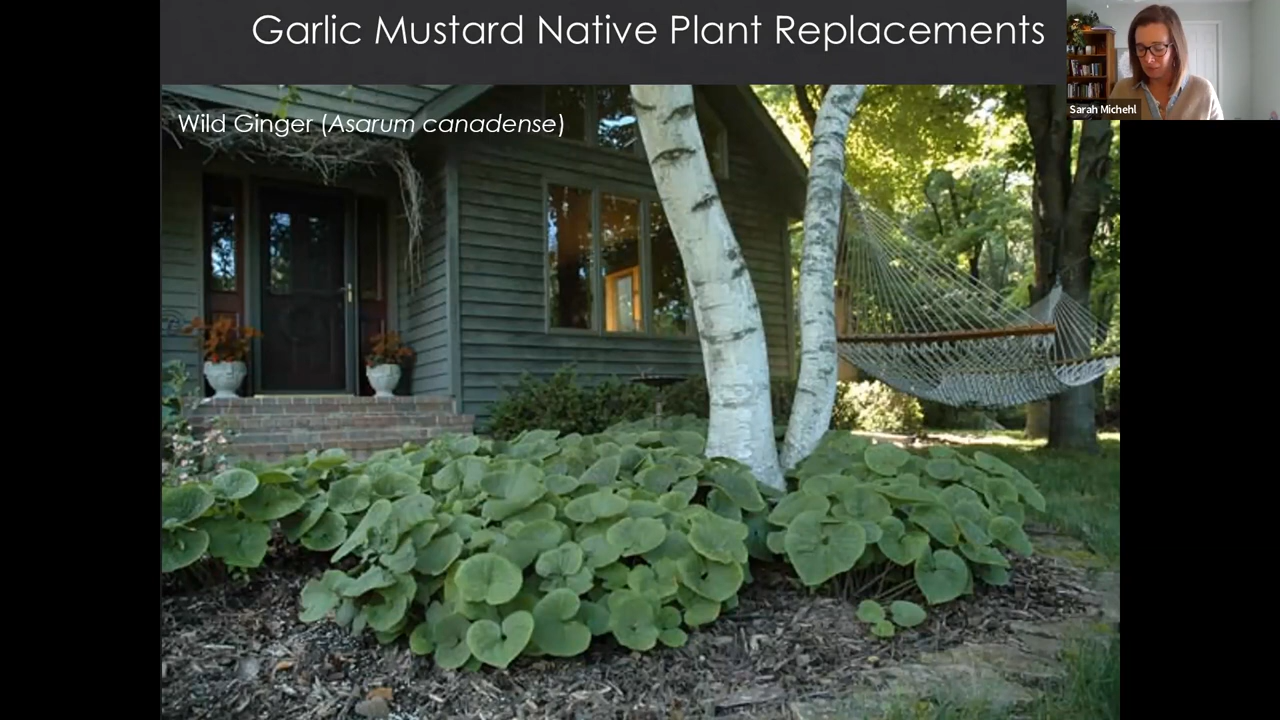 Garlic Mustard Native Plant Replacements
Sarah Michehl
Wild Ginger (Asarum canadense)